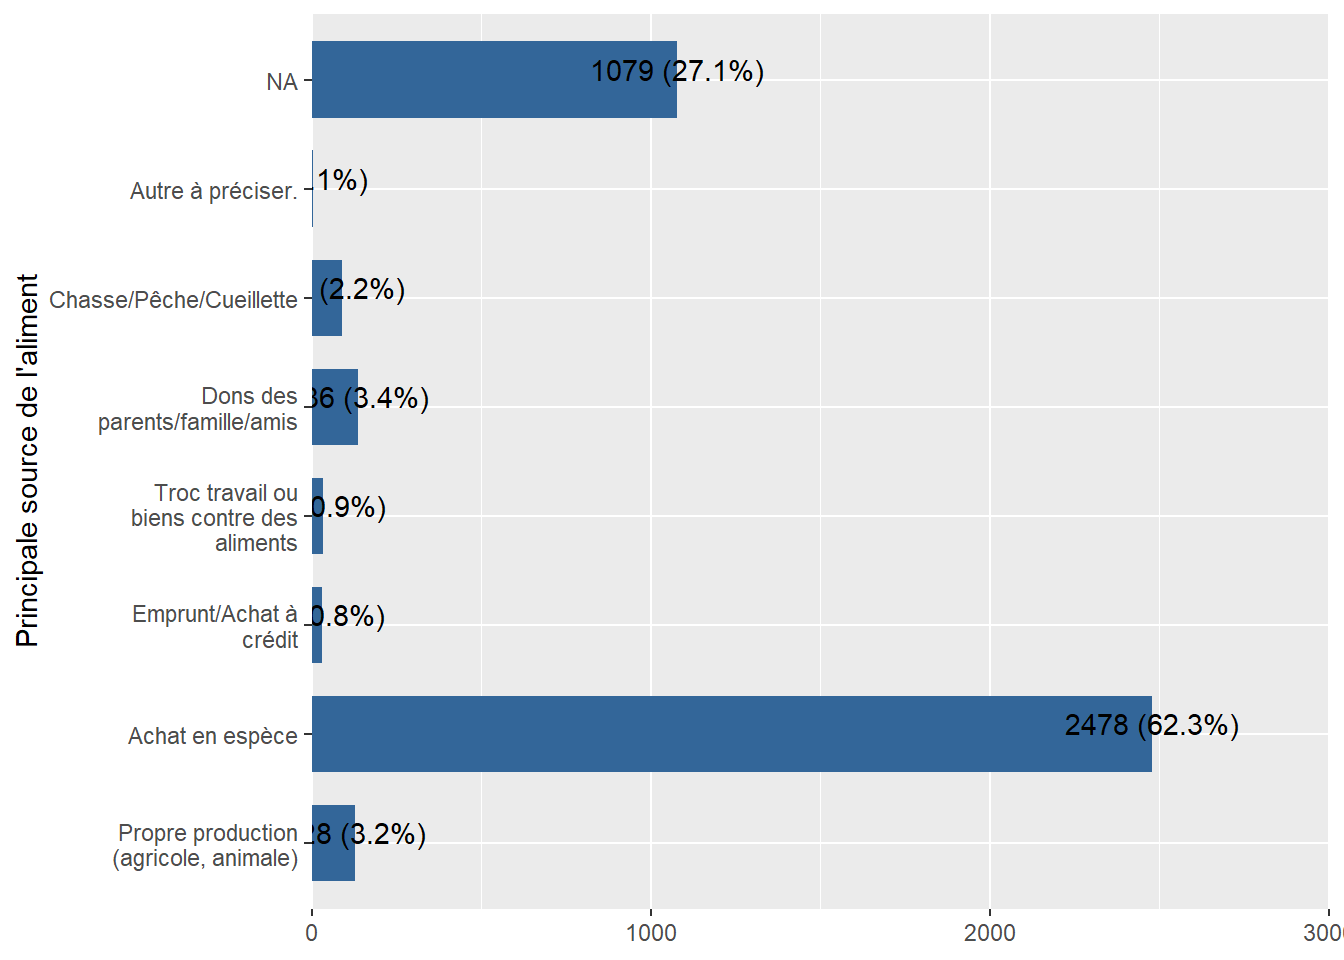 Principale source de l'aliment
NA
1079 (27.1%)
Autre à préciser.
1%)
Chasse/Pêche/Cueillette
(2.2%)
Dons des
parents/famille/amis
36 (3.4%)
Troc travail ou
biens contre des
aliments
0.9%)
Emprunt/Achat à
crédit
0.8%)
Achat en espèce
2478 (62.3%)
Propre production
(agricole, animale)
28 (3.2%)
0
1000
2000
300